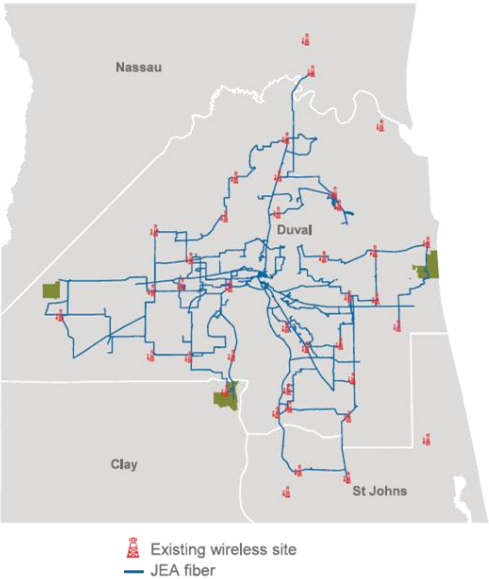 Nassau
Duval
Clay
St Johns
Existing wireless site
JEA fiber